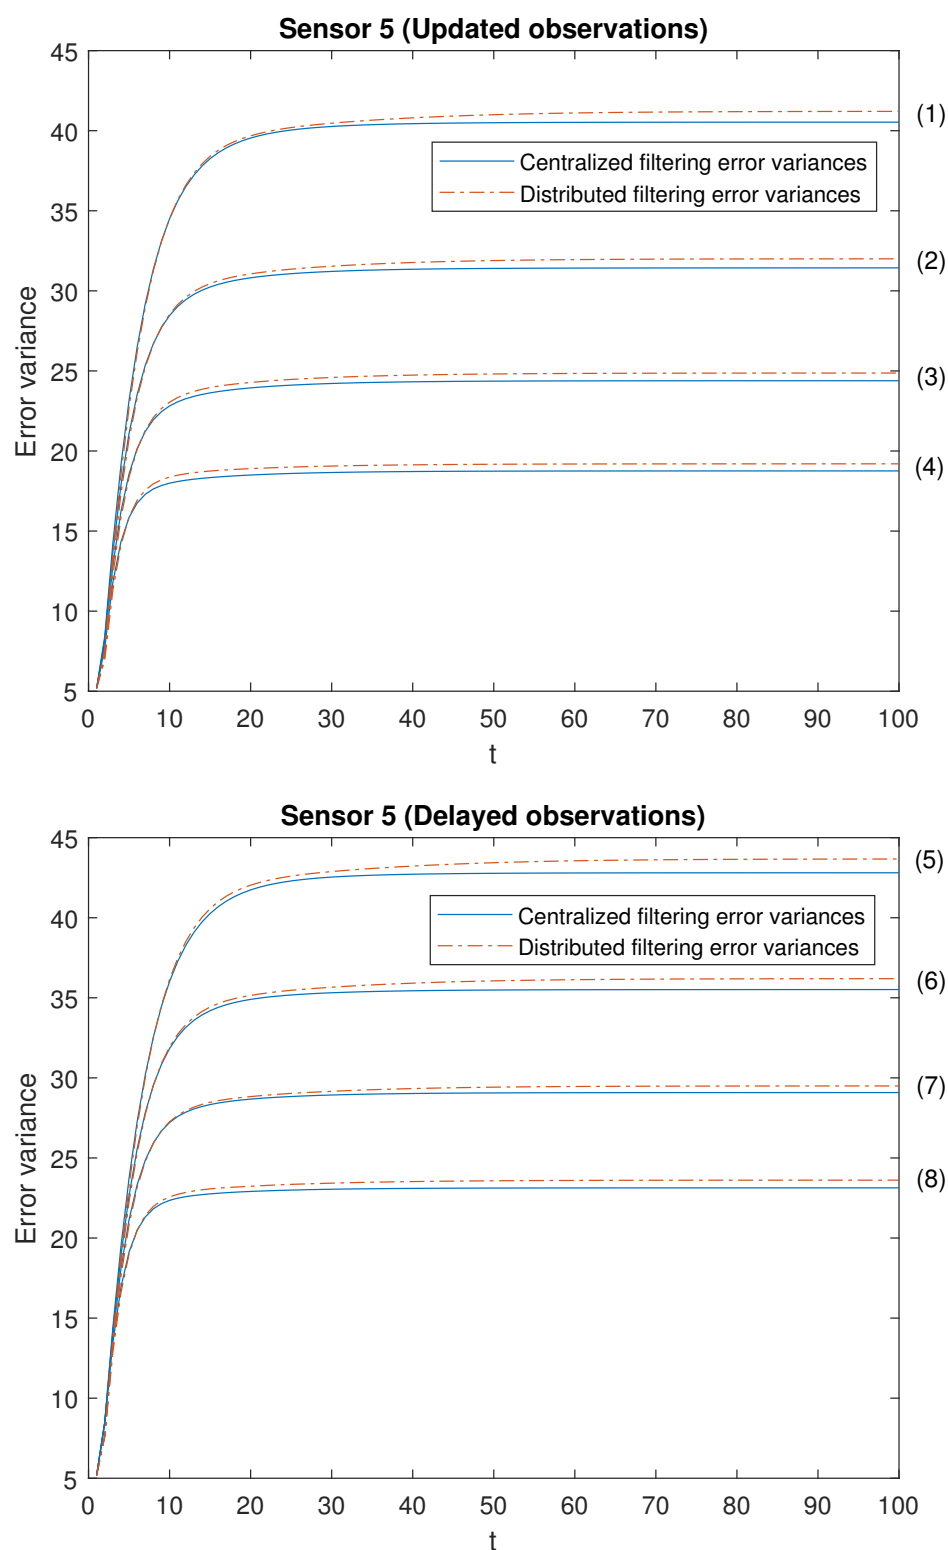 Sensor 5 (Updated observations)
45
40
35
30
25
20
15
10
5
Error variance
Centralized filtering error variances
Distributed filtering error variances
(1)
(2)
(3)
(4)
0 10 20 30 40 50 60 70 80 90 100
t
Sensor 5 (Delayed observations)
45
40
35
30
25
20
15
10
5
Error variance
Centralized filtering error variances
Distributed filtering error variances
(5)
(6)
(7)
(8)
0 10 20 30 40 50 60 70 80 90 100
t